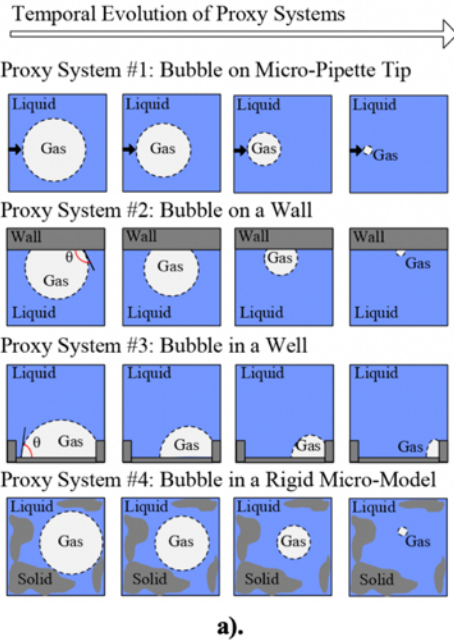 Temporal Evolution of Proxy Systems
Proxy System #1: Bubble on Micro-Pipette Tip
Liquid Liquid Liquid Liquid
Gas Gas Gas Gas
Proxy System #2: Bubble on a Wall
Wall Wall Wall Wall
θ Gas Gas Gas Gas
Liquid Liquid Liquid Liquid
Proxy System #3: Bubble in a Well
Liquid Liquid Liquid Liquid
θ Gas Gas Gas Gas
Proxy System #4: Bubble in a Rigid Micro-Model
Liquid Liquid Liquid Liquid
Gas Gas Gas Gas
Solid Solid Solid Solid
a).